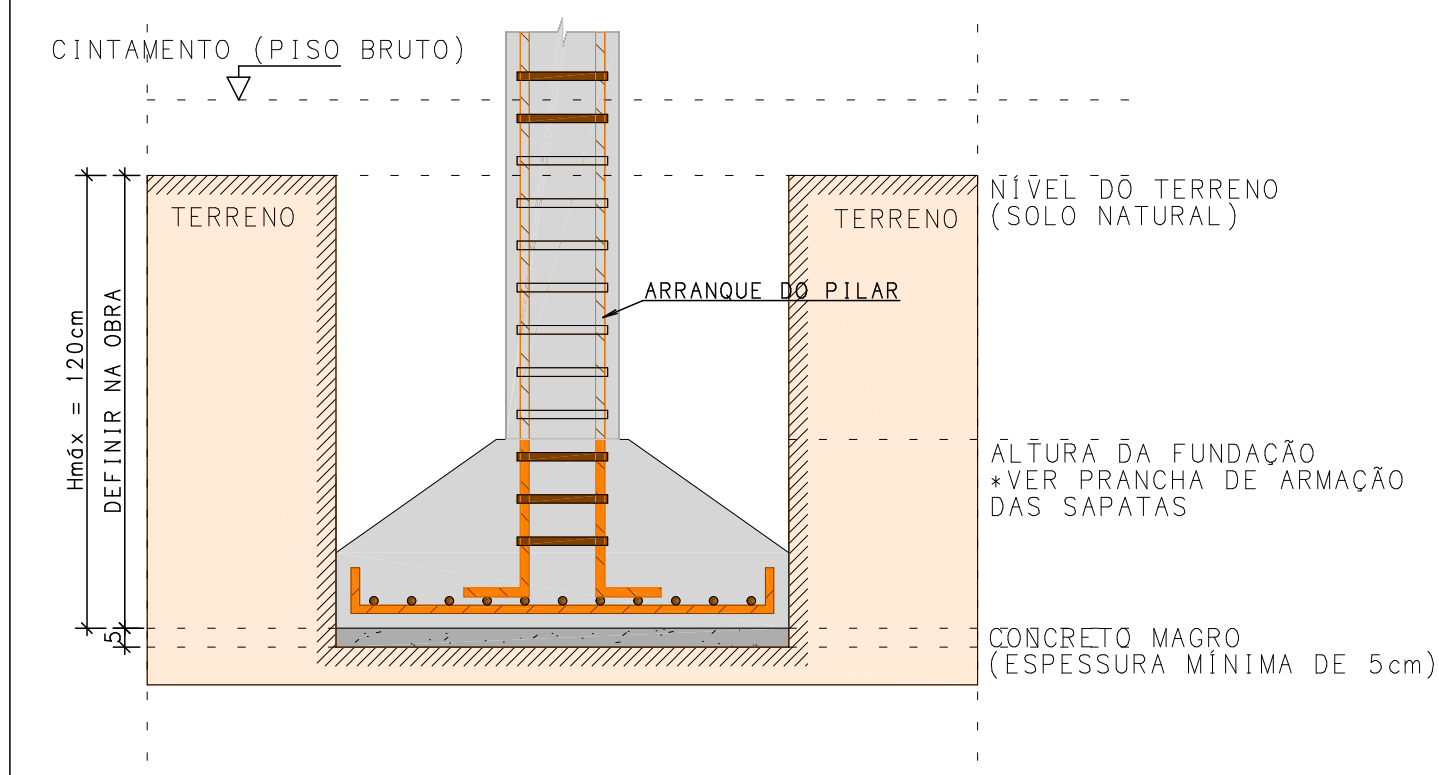 CINTAMENTO (PISO BRUTO)
NÍVEL DO TERRENO
(SOLO NATURAL)
TERRENO
TERRENO
ARRANQUE DO PILAR
Hmáx = 120cm
DEFINIR NA OBRA
ALTURA DA FUNDAÇÃO
*VER PRANCHA DE ARMAÇÃO
DAS SAPATAS
5
CONCRETO MAGRO
(ESPESSURA MÍNIMA DE 5cm)